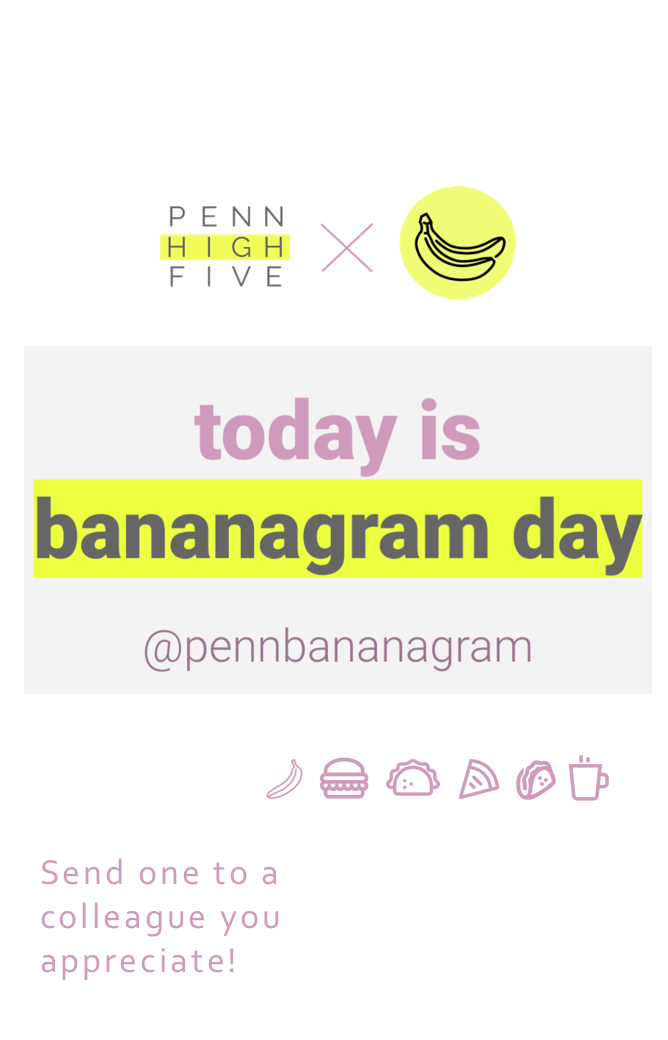 PENN
HIGH
FIVE
today is
bananagram day
@pennbananagram
Send one to a
colleague you
appreciate!